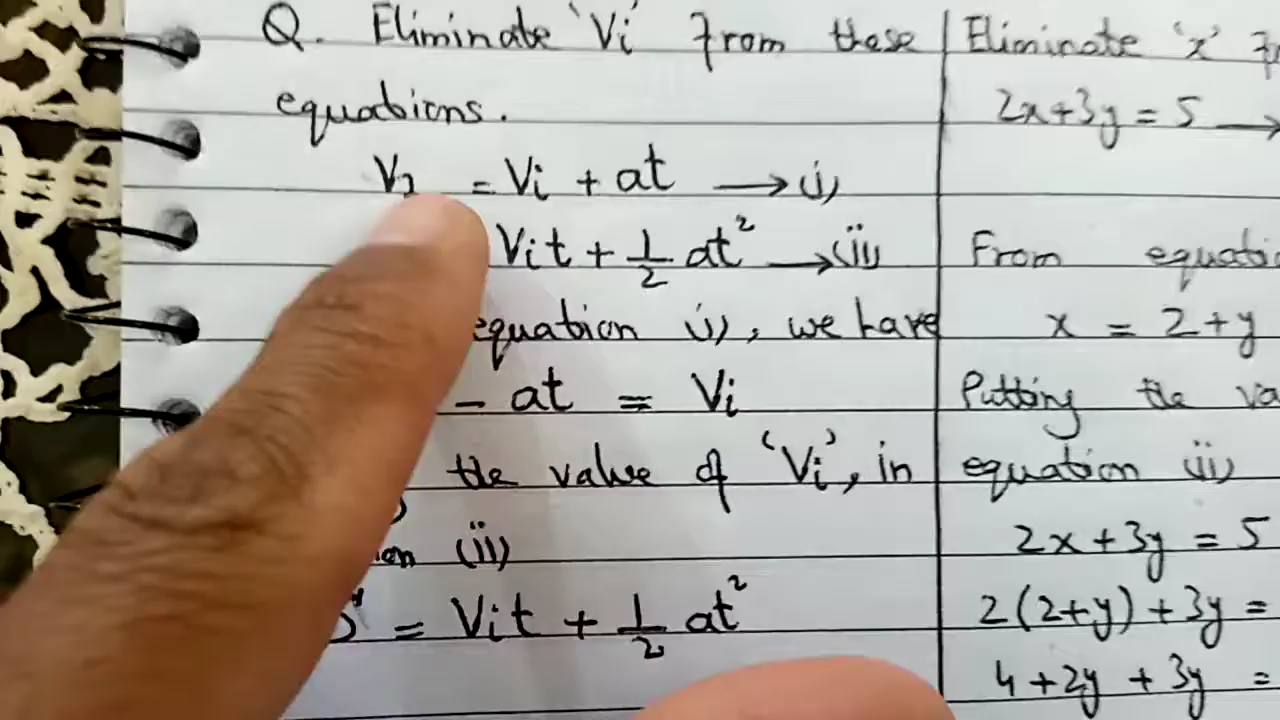 Q. Eliminate 'Vi' from these
equations.
= Vi + at → (i)
Vit + 1/2 at² → (ii)
equation (i), we have
- at = Vi
the value of 'Vi', in
(ii)
S = Vit + 1/2 at²
Eliminate 'x'
2x+3y = 5 →
From
x = 2+y
Putting the
equation (ii)
2x+3y = 5
2(2+y) + 3y =
4 + 2y + 3y =